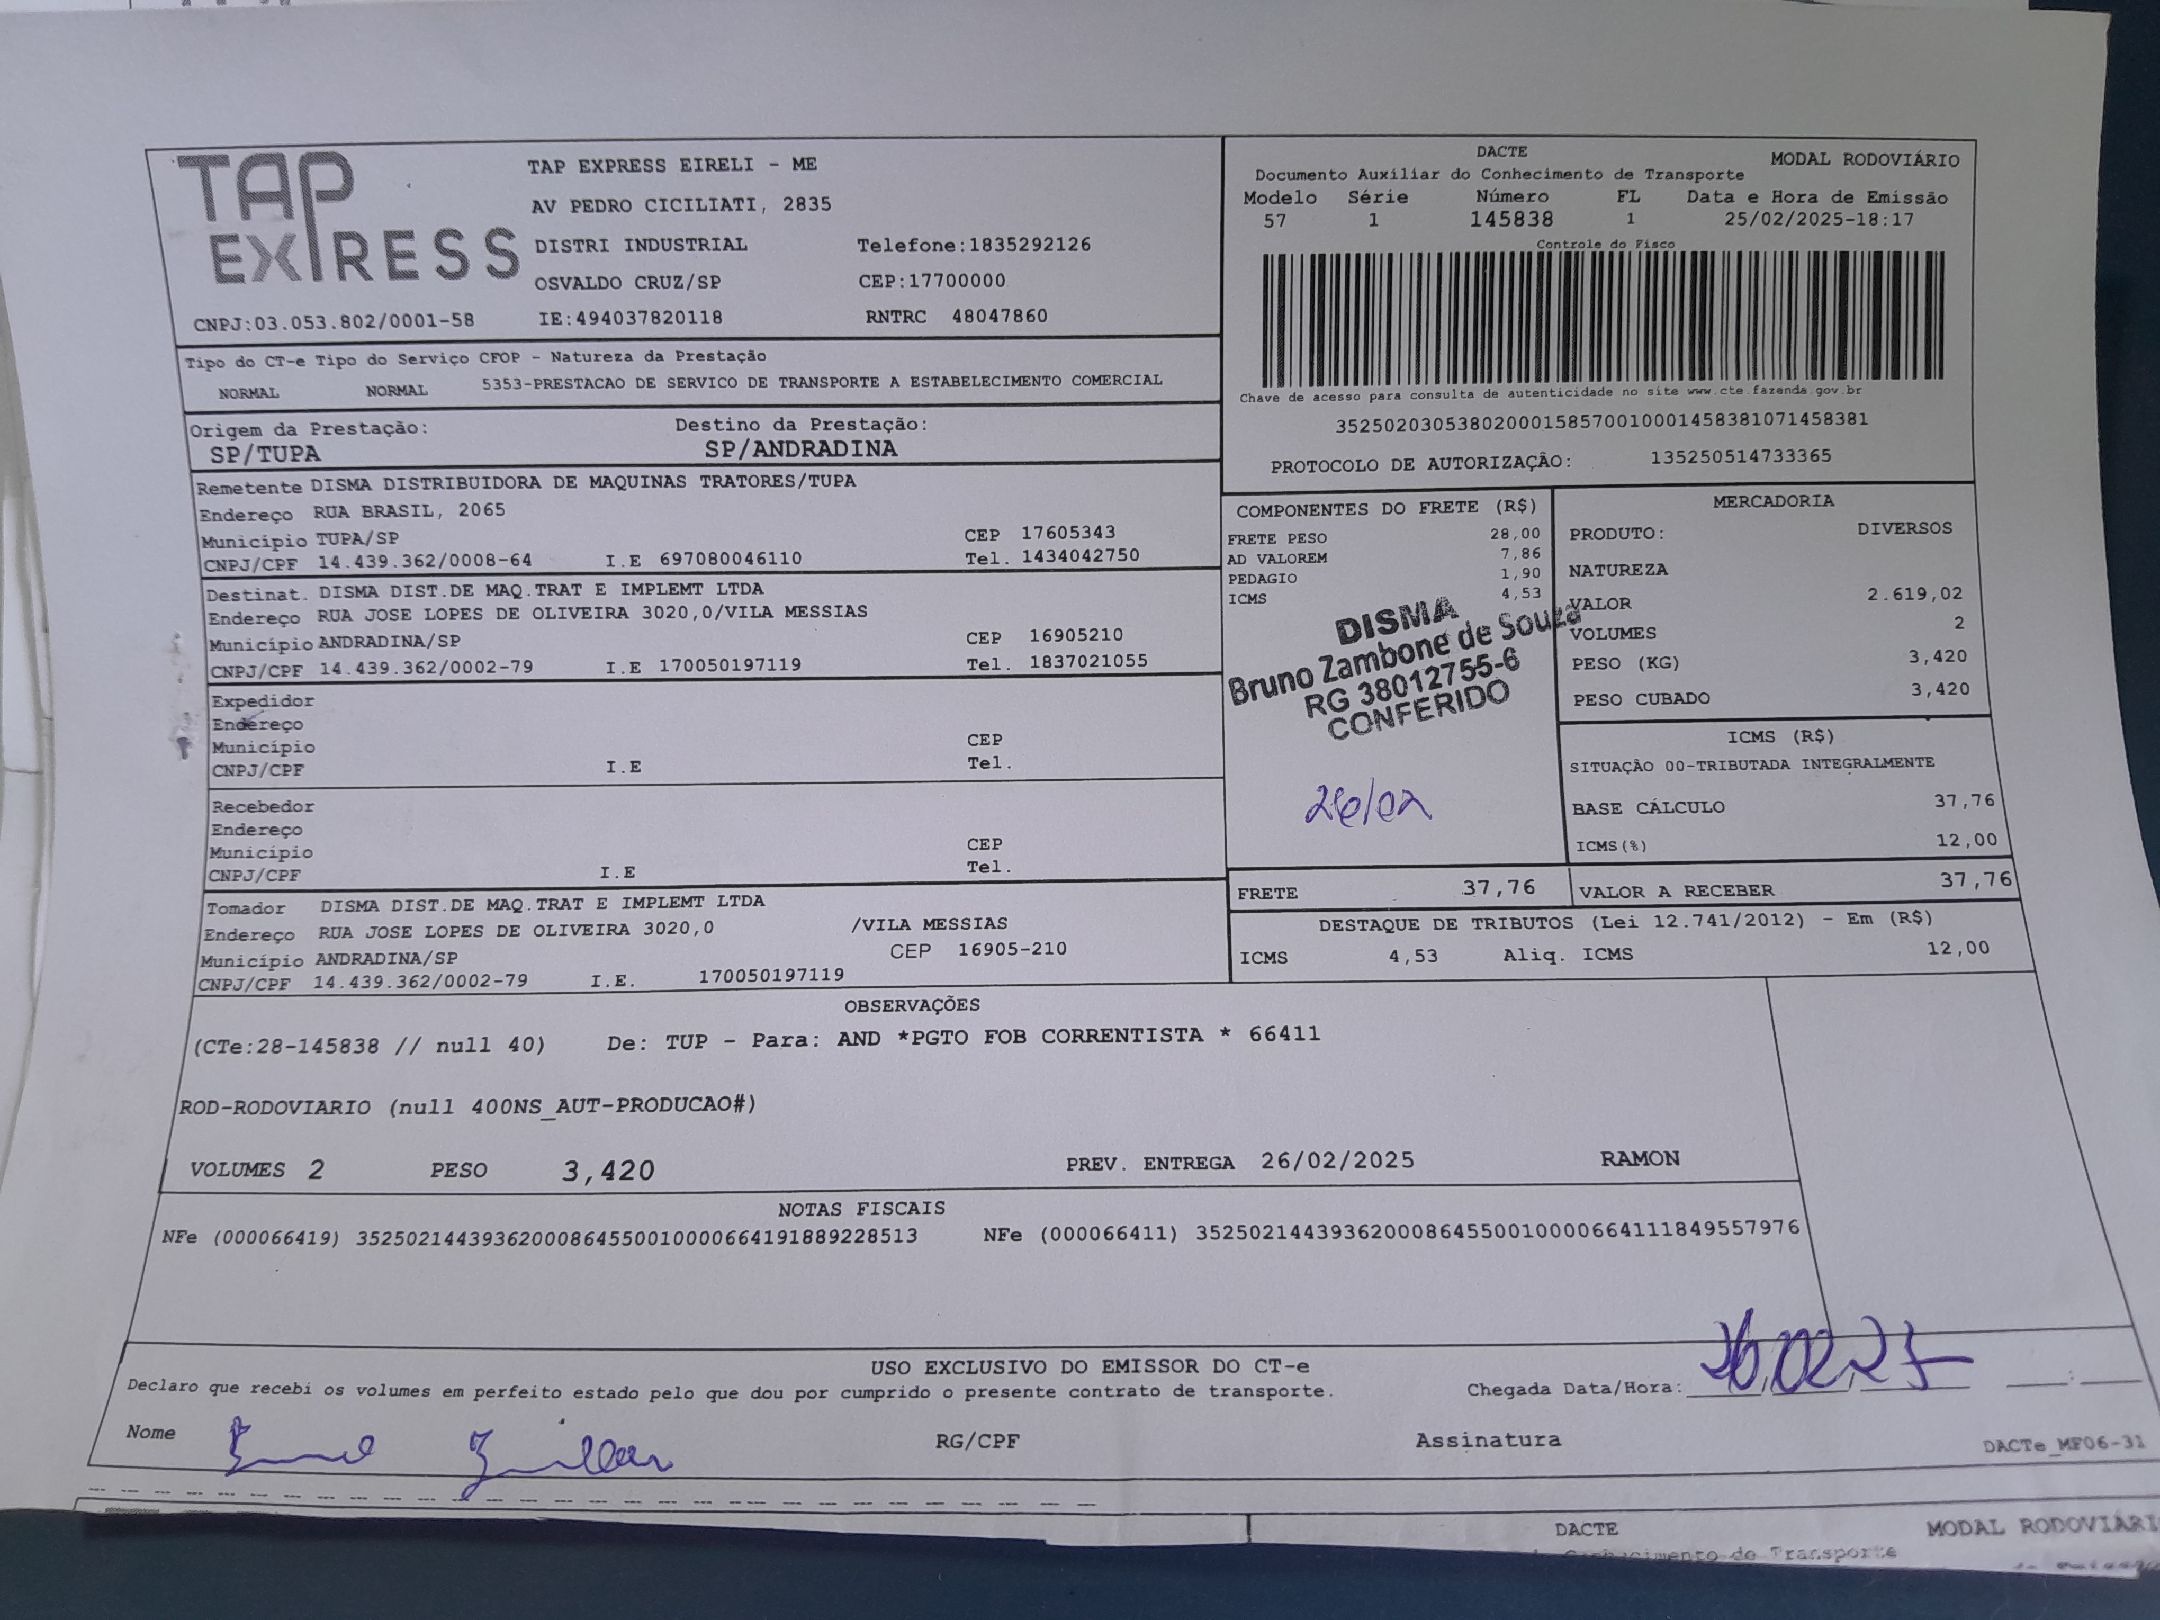 TAP EXPRESS
TAP EXPRESS EIRELI - ME
AV PEDRO CICILIATI, 2835
DISTRI INDUSTRIAL Telefone:1835292126
OSVALDO CRUZ/SP CEP:17700000
CNPJ:03.053.802/0001-58 IE:494037820118 RNTRC 48047860
DACTE MODAL RODOVIÁRIO
Documento Auxiliar do Conhecimento de Transporte
Modelo Série Número FL Data e Hora de Emissão
57 1 145838 1 25/02/2025-18:17
Controle do Fisco
Chave de acesso para consulta de autenticidade no site www.cte.fazenda.gov.br
35250203053802000158570010001458381071458381
PROTOCOLO DE AUTORIZAÇÃO: 135250514733365
Tipo do CT-e Tipo do Serviço CFOP - Natureza da Prestação
NORMAL NORMAL 5353-PRESTACAO DE SERVICO DE TRANSPORTE A ESTABELECIMENTO COMERCIAL
Origem da Prestação: Destino da Prestação:
SP/TUPA SP/ANDRADINA
Remetente DISMA DISTRIBUIDORA DE MAQUINAS TRATORES/TUPA
Endereço RUA BRASIL, 2065
Município TUPA/SP CEP 17605343
CNPJ/CPF 14.439.362/0008-64 I.E 697080046110 Tel. 1434042750
Destinat. DISMA DIST.DE MAQ.TRAT E IMPLEMT LTDA
Endereço RUA JOSE LOPES DE OLIVEIRA 3020,0/VILA MESSIAS
Município ANDRADINA/SP CEP 16905210
CNPJ/CPF 14.439.362/0002-79 I.E 170050197119 Tel. 1837021055
Expedidor
Endereço
Município CEP
CNPJ/CPF I.E Tel.
Recebedor
Endereço
Município CEP
CNPJ/CPF I.E Tel.
Tomador DISMA DIST.DE MAQ.TRAT E IMPLEMT LTDA
Endereço RUA JOSE LOPES DE OLIVEIRA 3020,0 /VILA MESSIAS
Município ANDRADINA/SP CEP 16905-210
CNPJ/CPF 14.439.362/0002-79 I.E. 170050197119
COMPONENTES DO FRETE (R$)
FRETE PESO 28,00
AD VALOREM 7,86
PEDAGIO 1,90
ICMS 4,53
DISMA
Bruno Zambone de Souza
RG 38012755-6
CONFERIDO
26/02
MERCADORIA
PRODUTO: DIVERSOS
NATUREZA
VALOR 2.619,02
VOLUMES 2
PESO (KG) 3,420
PESO CUBADO 3,420
ICMS (R$)
SITUAÇÃO 00-TRIBUTADA INTEGRALMENTE
BASE CÁLCULO 37,76
ICMS(%) 12,00
FRETE 37,76 VALOR A RECEBER 37,76
DESTAQUE DE TRIBUTOS (Lei 12.741/2012) - Em (R$)
ICMS 4,53 Aliq. ICMS 12,00
OBSERVAÇÕES
(CTe:28-145838 // null 40) De: TUP - Para: AND *PGTO FOB CORRENTISTA * 66411
ROD-RODOVIARIO (null 400NS_AUT-PRODUCAO#)
VOLUMES 2 PESO 3,420 PREV. ENTREGA 26/02/2025 RAMON
NOTAS FISCAIS
NFe (000066419) 35250214439362000864550010000664191889228513 NFe (000066411) 35250214439362000864550010000664111849557976
USO EXCLUSIVO DO EMISSOR DO CT-e
Declaro que recebi os volumes em perfeito estado pelo que dou por cumprido o presente contrato de transporte. Chegada Data/Hora: 26/02/25 :
Nome RG/CPF Assinatura
DACTe_MF06-31
DACTE MODAL RODOVIÁRI
Conhecimento de Transporte